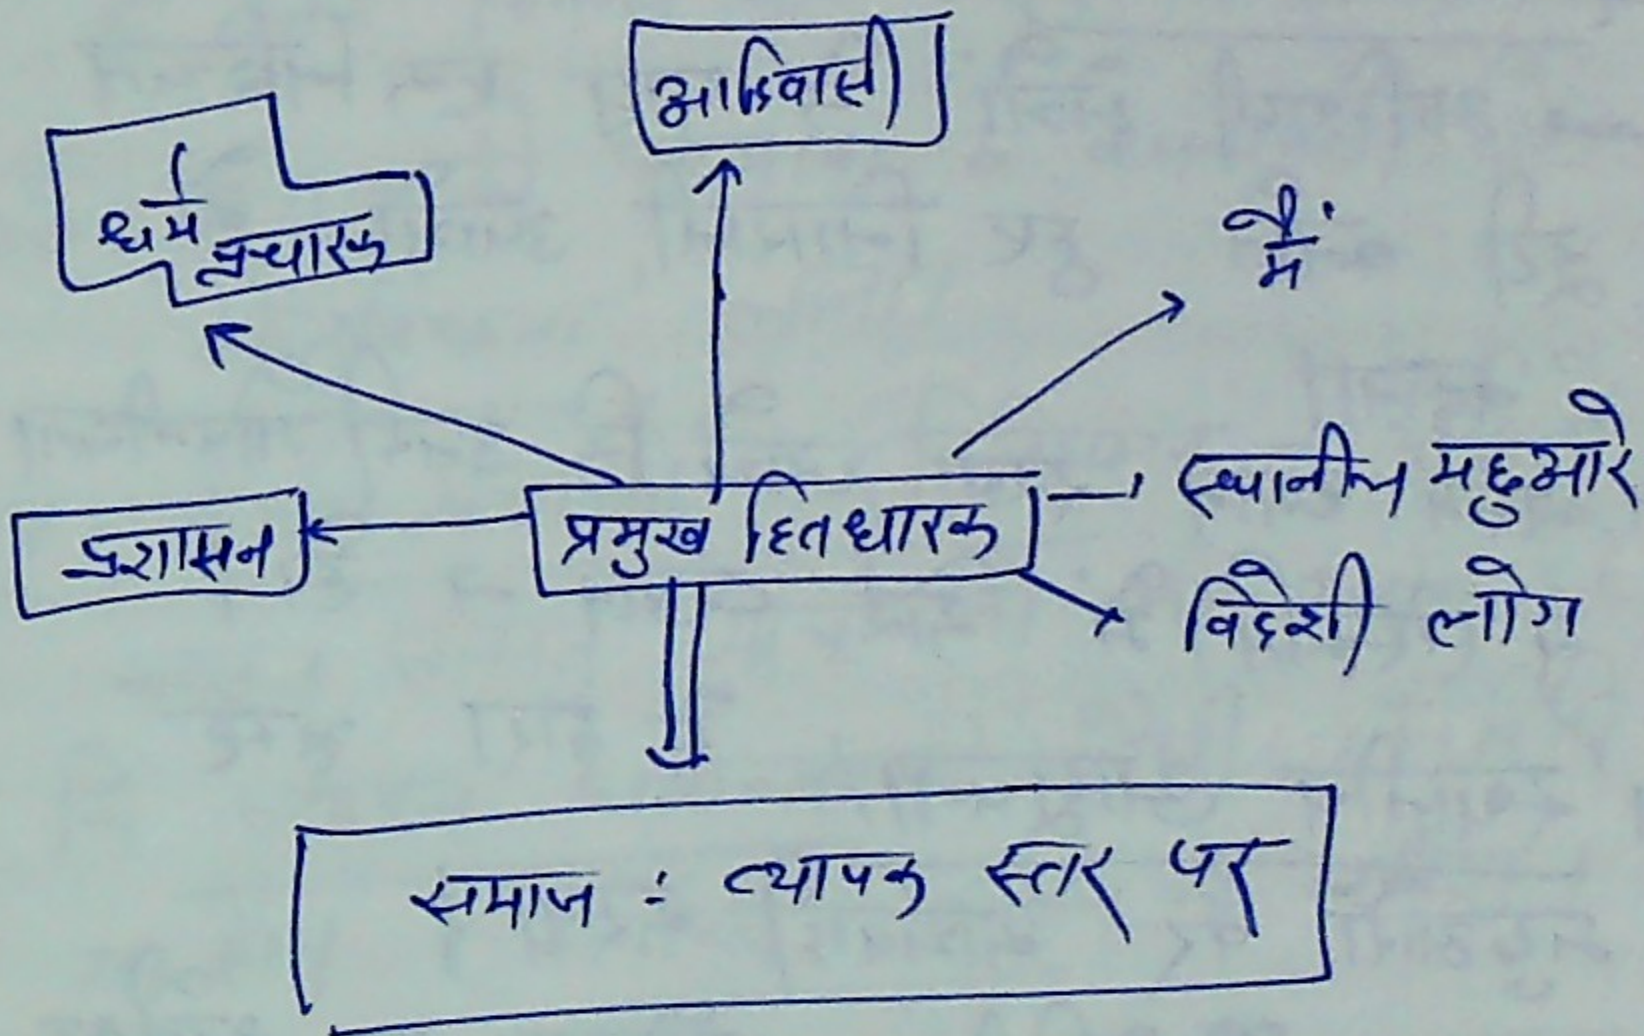 आदिवासी
धर्म
प्रचारक
मैं
स्थानीय मछुआरे
प्रशासन
प्रमुख हितधारक
विदेशी लोग
समाज : व्यापक स्तर पर